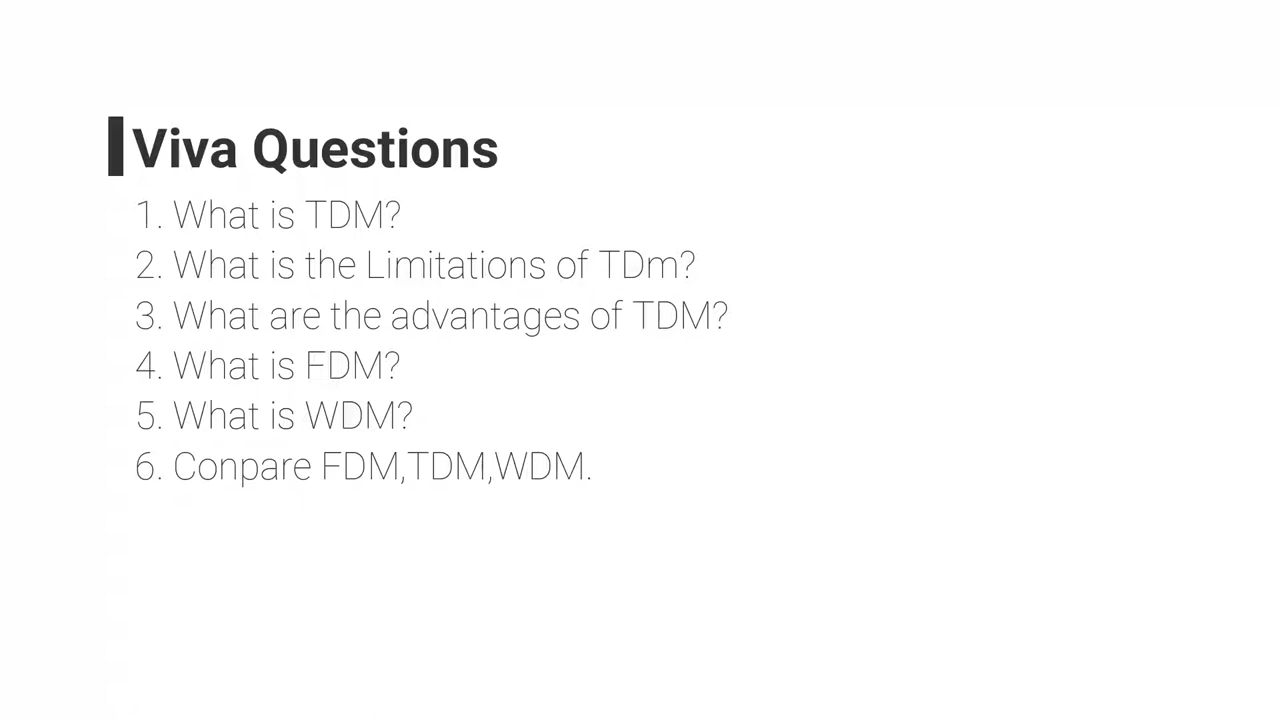 Viva Questions
1. What is TDM?
2. What is the Limitations of TDm?
3. What are the advantages of TDM?
4. What is FDM?
5. What is WDM?
6. Conpare FDM,TDM,WDM.